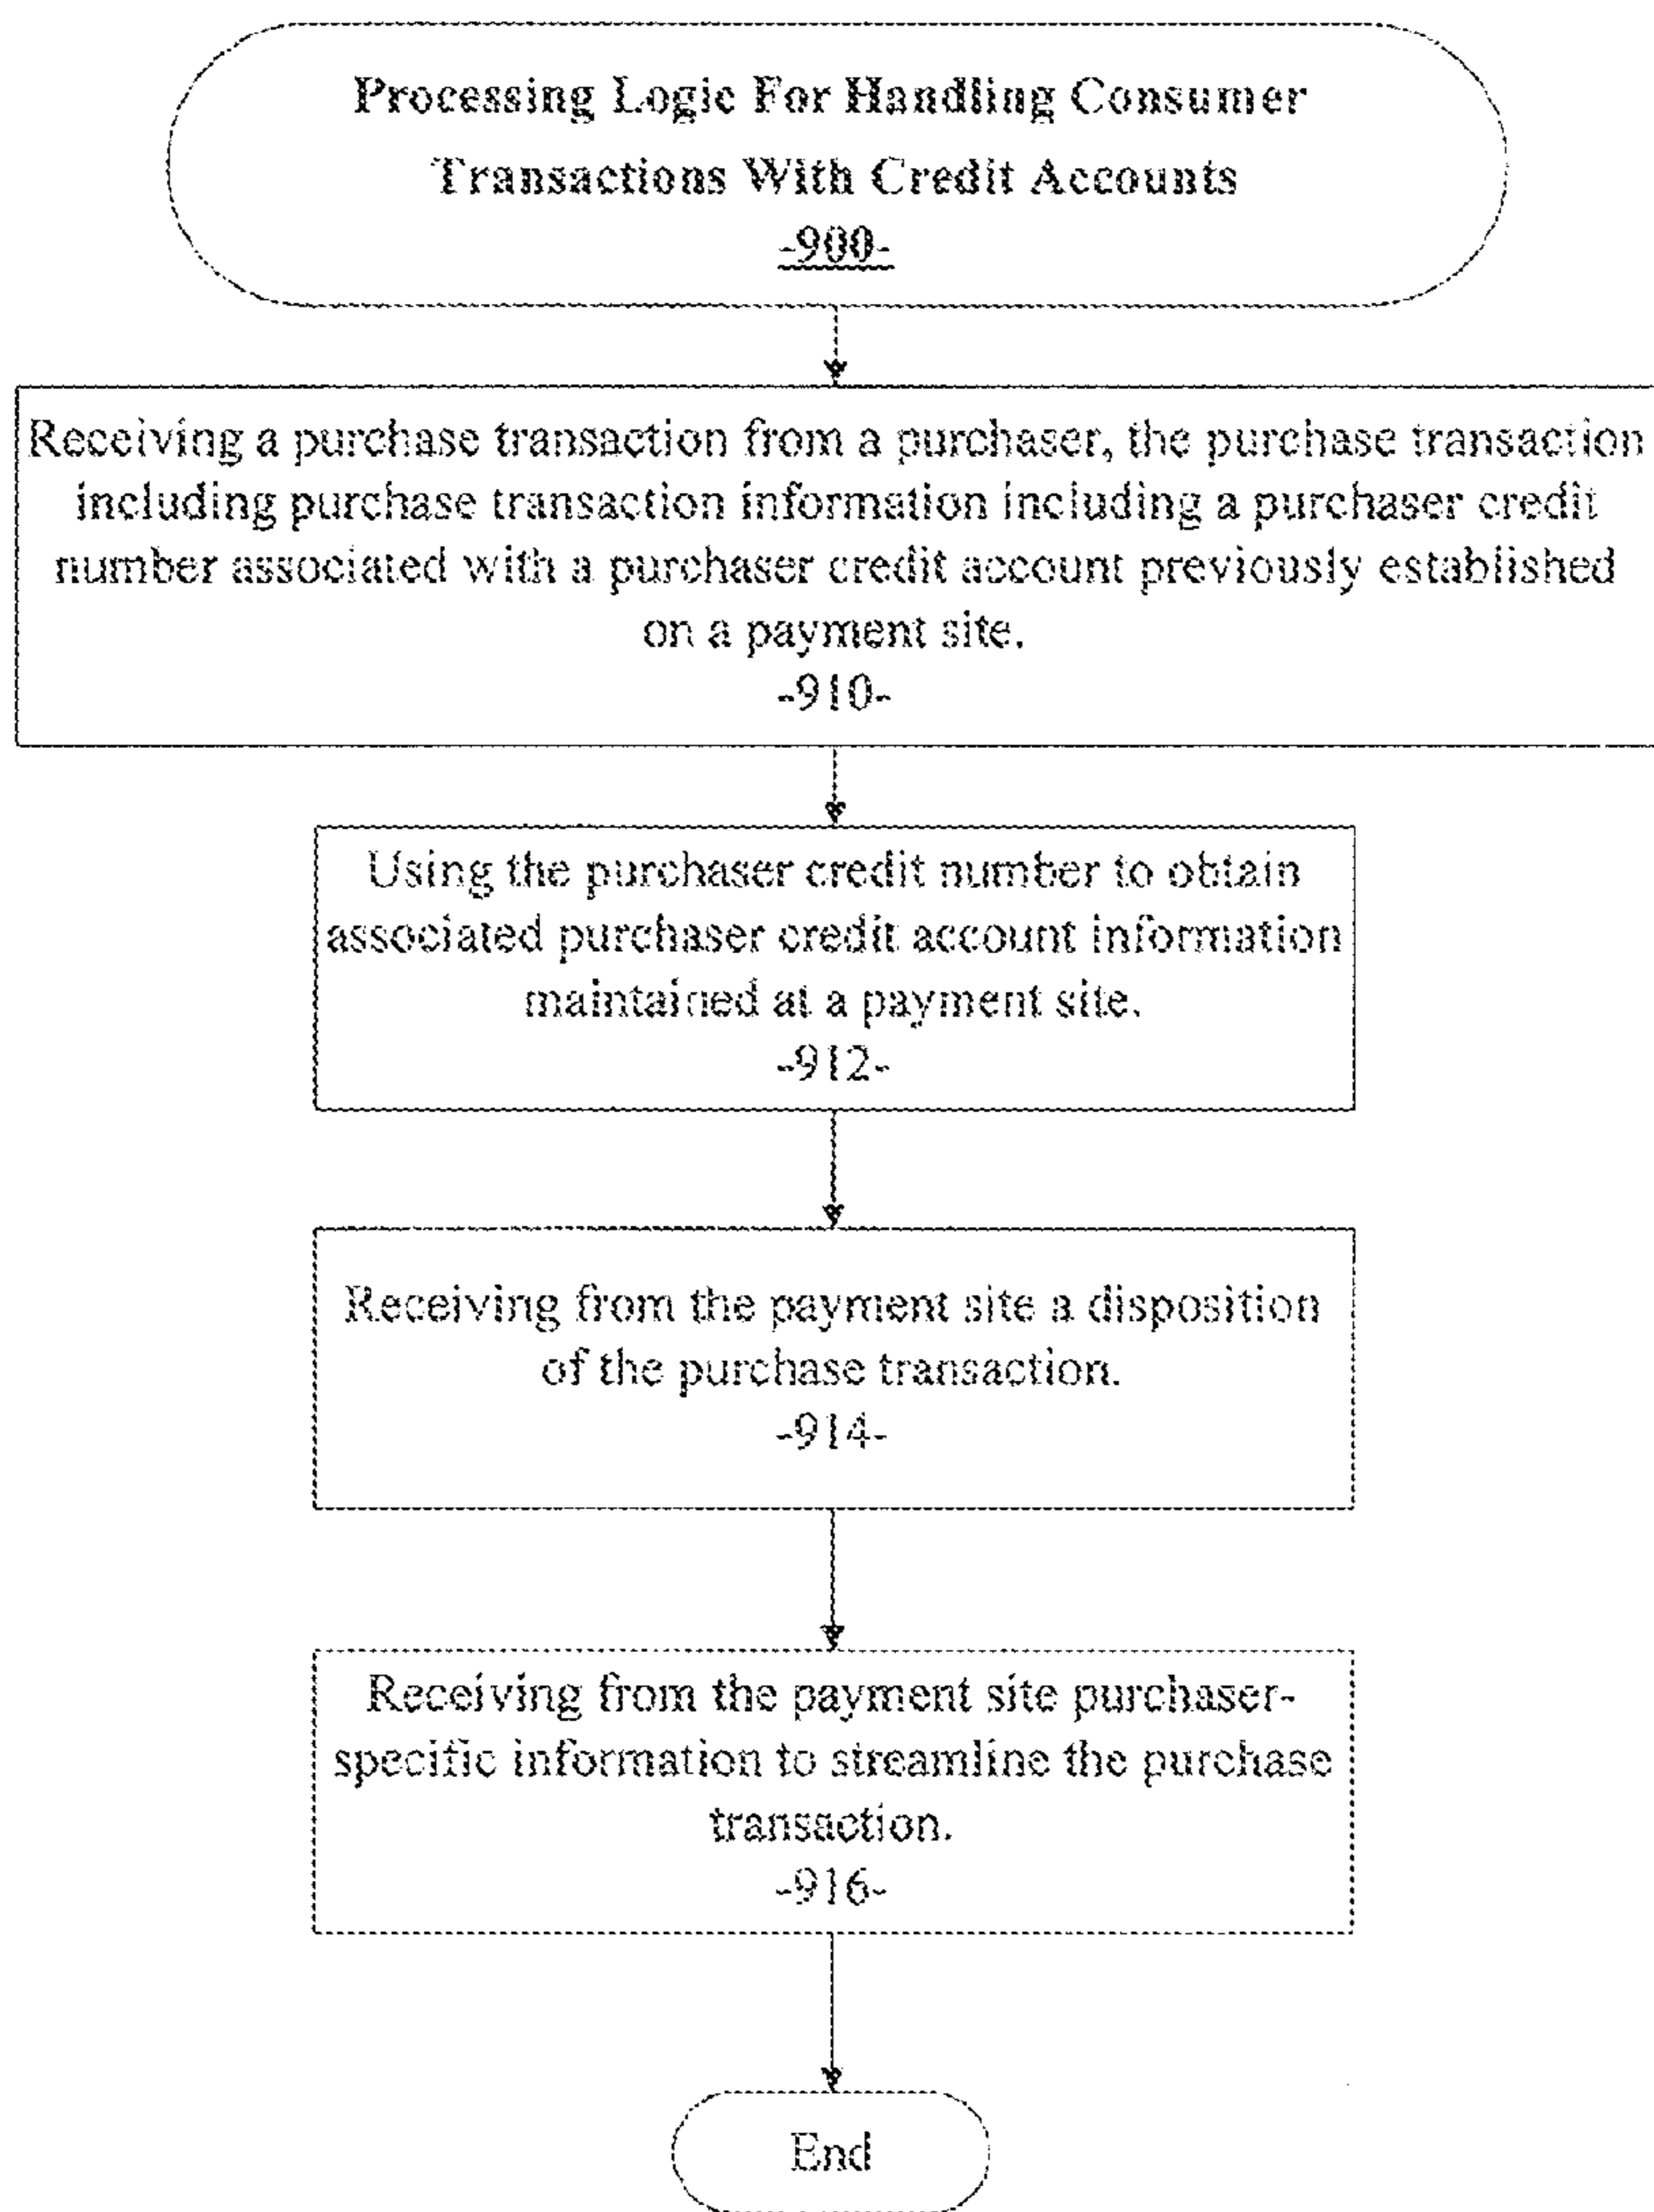 Processing Logic For Handling Consumer
Transactions With Credit Accounts
-900-
Receiving a purchase transaction from a purchaser, the purchase transaction
including purchase transaction information including a purchaser credit
number associated with a purchaser credit account previously established
on a payment site.
-910-
Using the purchaser credit number to obtain
associated purchaser credit account information
maintained at a payment site.
-912-
Receiving from the payment site a disposition
of the purchase transaction.
-914-
Receiving from the payment site purchaser-
specific information to streamline the purchase
transaction.
-916-
End